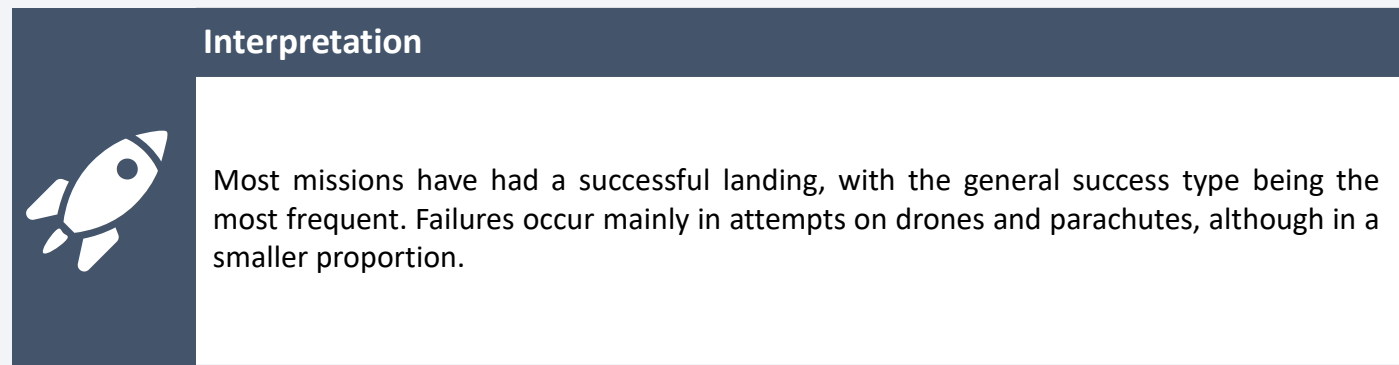 Interpretation
Most missions have had a successful landing, with the general success type being the
most frequent. Failures occur mainly in attempts on drones and parachutes, although in a
smaller proportion.